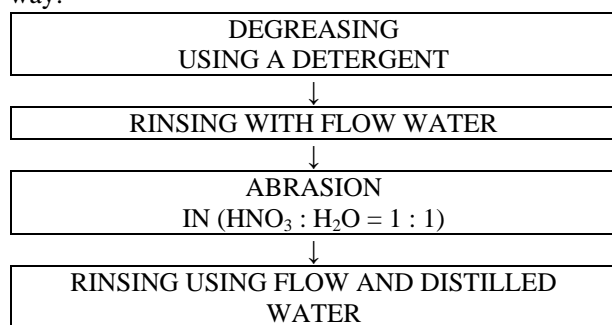 way:
DEGREASING
USING A DETERGENT
↓
RINSING WITH FLOW WATER
↓
ABRASION
IN (HNO₃ : H₂O = 1 : 1)
↓
RINSING USING FLOW AND DISTILLED
WATER